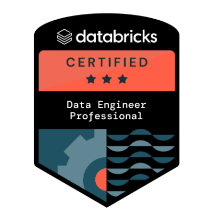 databricks
CERTIFIED
Data Engineer
Professional